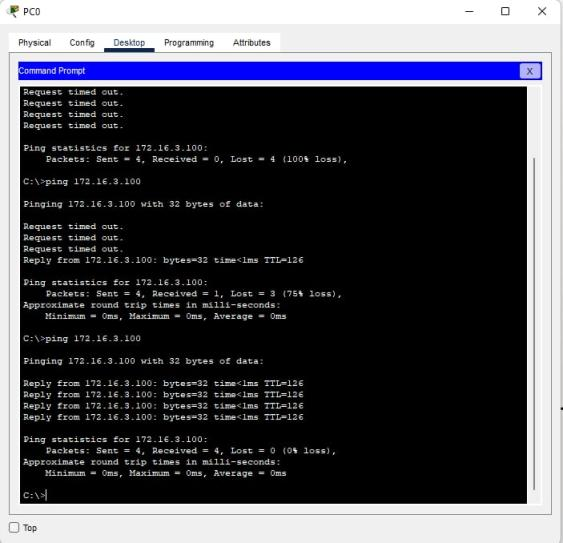 PC0
Physical Config Desktop Programming Attributes
Command Prompt
X
Request timed out.
Request timed out.
Request timed out.
Request timed out.
Ping statistics for 172.16.3.100:
Packets: Sent = 4, Received = 0, Lost = 4 (100% loss),
C:\>ping 172.16.3.100
Pinging 172.16.3.100 with 32 bytes of data:
Request timed out.
Request timed out.
Request timed out.
Reply from 172.16.3.100: bytes=32 time<1ms TTL=126
Ping statistics for 172.16.3.100:
Packets: Sent = 4, Received = 1, Lost = 3 (75% loss),
Approximate round trip times in milli-seconds:
Minimum = 0ms, Maximum = 0ms, Average = 0ms
C:\>ping 172.16.3.100
Pinging 172.16.3.100 with 32 bytes of data:
Reply from 172.16.3.100: bytes=32 time<1ms TTL=126
Reply from 172.16.3.100: bytes=32 time<1ms TTL=126
Reply from 172.16.3.100: bytes=32 time<1ms TTL=126
Reply from 172.16.3.100: bytes=32 time<1ms TTL=126
Ping statistics for 172.16.3.100:
Packets: Sent = 4, Received = 4, Lost = 0 (0% loss),
Approximate round trip times in milli-seconds:
Minimum = 0ms, Maximum = 0ms, Average = 0ms
C:\>
Top